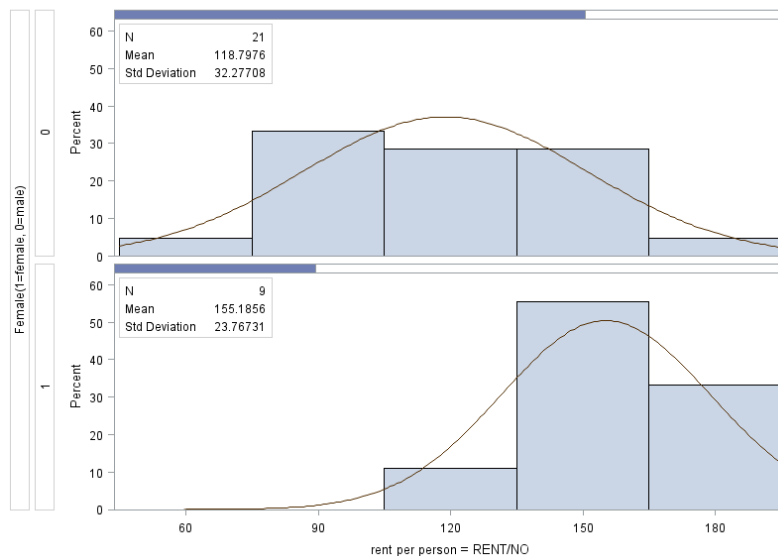 Female(1=female, 0=male)
0
Percent
60
50
40
30
20
10
0
N 21
Mean 118.7976
Std Deviation 32.27708
1
Percent
60
50
40
30
20
10
0
N 9
Mean 155.1856
Std Deviation 23.76731
60 90 120 150 180
rent per person = RENT/NO